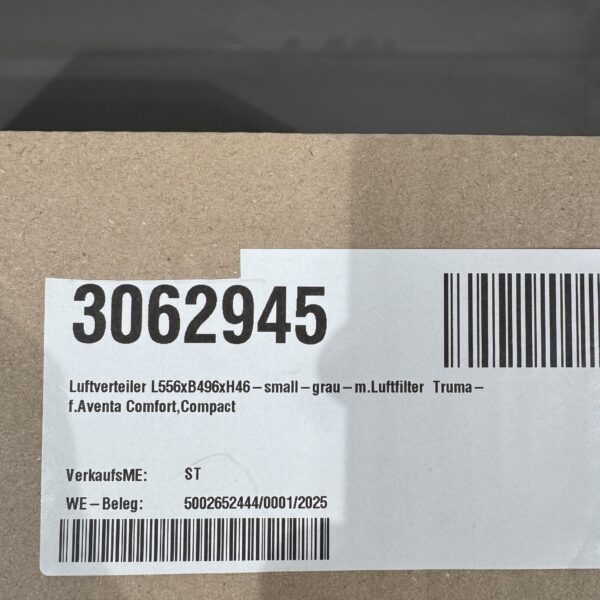 3062945
Luftverteiler L556xB496xH46–small–grau–m.Luftfilter Truma–
f.Aventa Comfort,Compact
VerkaufsME: ST
WE–Beleg: 5002652444/0001/2025